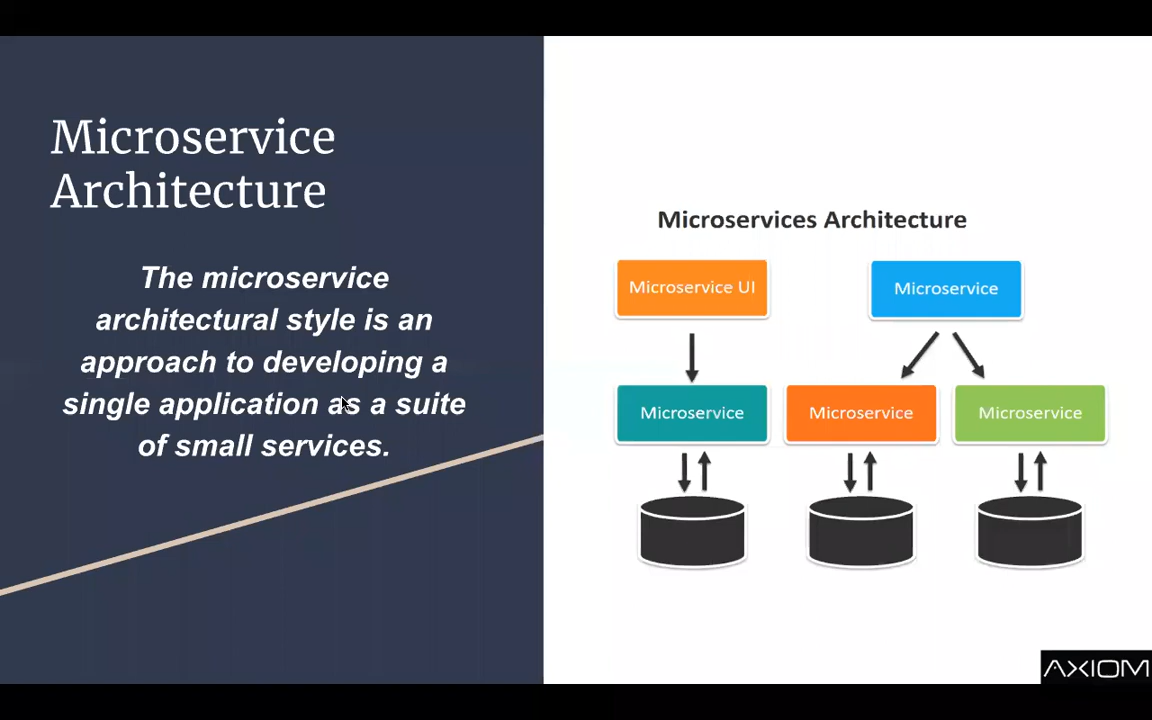 Microservice
Architecture
The microservice
architectural style is an
approach to developing a
single application as a suite
of small services.
Microservices Architecture
Microservice UI
Microservice
Microservice
Microservice
Microservice
AXIOM